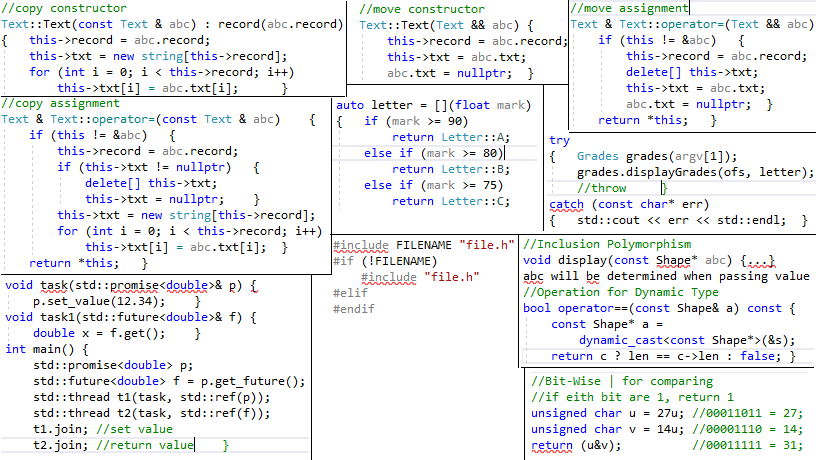 //copy constructor
Text::Text(const Text & abc) : record(abc.record)
{   this->record = abc.record;
    this->txt = new string[this->record];
    for (int i = 0; i < this->record; i++)
        this->txt[i] = abc.txt[i];      }
//copy assignment
Text & Text::operator=(const Text & abc)    {
    if (this != &abc)   {
        this->record = abc.record;
        if (this->txt != nullptr)   {
            delete[] this->txt;
            this->txt = nullptr;    }
        this->txt = new string[this->record];
        for (int i = 0; i < this->record; i++)
            this->txt[i] = abc.txt[i];  }
    return *this;   }
void task(std::promise<double>& p) {
    p.set_value(12.34);    }
void task1(std::future<double>& f) {
    double x = f.get();    }
int main() {
    std::promise<double> p;
    std::future<double> f = p.get_future();
    std::thread t1(task, std::ref(p));
    std::thread t2(task, std::ref(f));
    t1.join; //set value
    t2.join; //return value    }
//move constructor
Text::Text(Text && abc) {
    this->record = abc.record;
    this->txt = abc.txt;
    abc.txt = nullptr;  }
auto letter = [](float mark)
{   if (mark >= 90)
        return Letter::A;
    else if (mark >= 80)
        return Letter::B;
    else if (mark >= 75)
        return Letter::C;
#include FILENAME "file.h"
#if (!FILENAME)
    #include "file.h"
#elif
#endif
//move assignment
Text & Text::operator=(Text && abc) {
    if (this != &abc)   {
        this->record = abc.record;
        delete[] this->txt;
        this->txt = abc.txt;
        abc.txt = nullptr;  }
    return *this;   }
try
{   Grades grades(argv[1]);
    grades.displayGrades(ofs, letter);
    //throw     }
catch (const char* err)
{   std::cout << err << std::endl;  }
//Inclusion Polymorphism
void display(const Shape* abc) {...}
abc will be determined when passing value
//Operation for Dynamic Type
bool operator==(const Shape& a) const {
    const Shape* a =
        dynamic_cast<const Shape*>(&s);
    return c ? len == c->len : false; }
//Bit-Wise | for comparing
//if eith bit are 1, return 1
unsigned char u = 27u; //00011011 = 27;
unsigned char v = 14u; //00001110 = 14;
return (u&v);          //00011111 = 31;